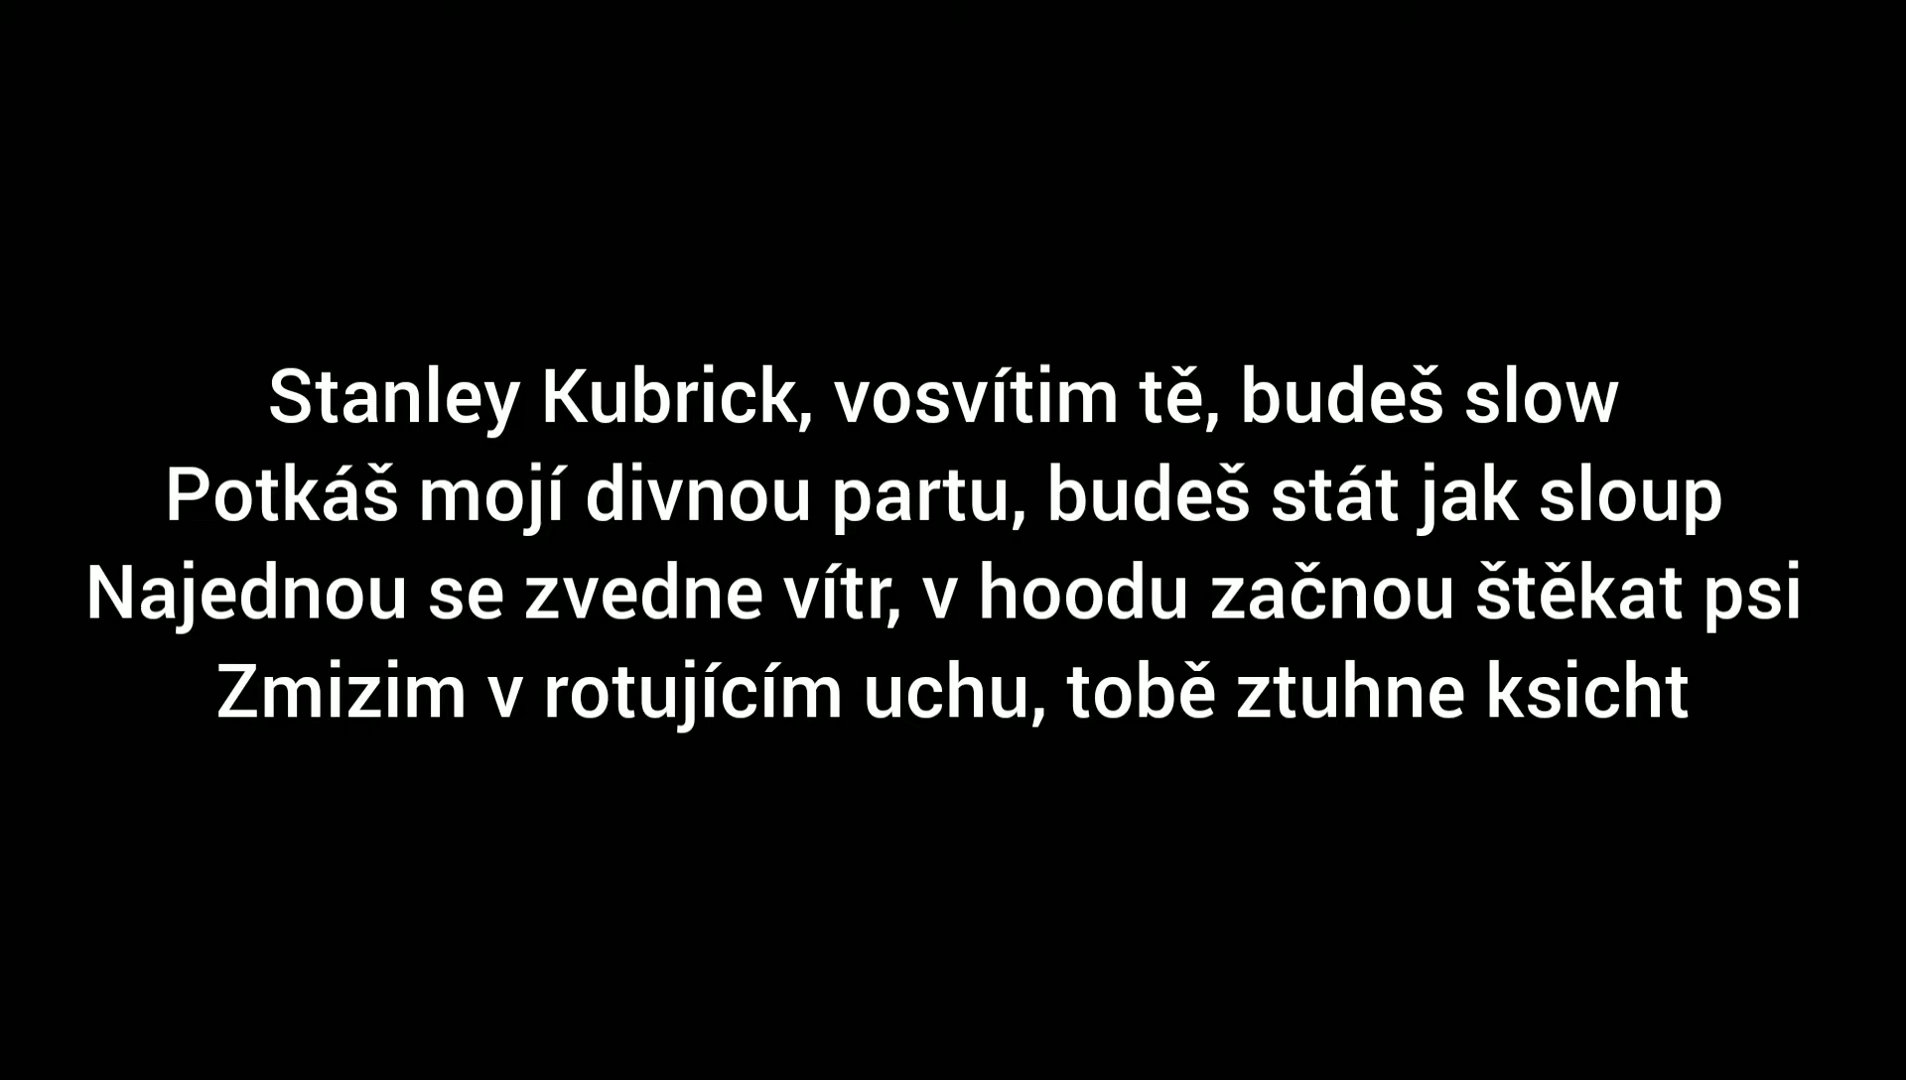 Stanley Kubrick, vosvítim tě, budeš slow
Potkáš mojí divnou partu, budeš stát jak sloup
Najednou se zvedne vítr, v hoodu začnou štěkat psi
Zmizim v rotujícím uchu, tobě ztuhne ksicht